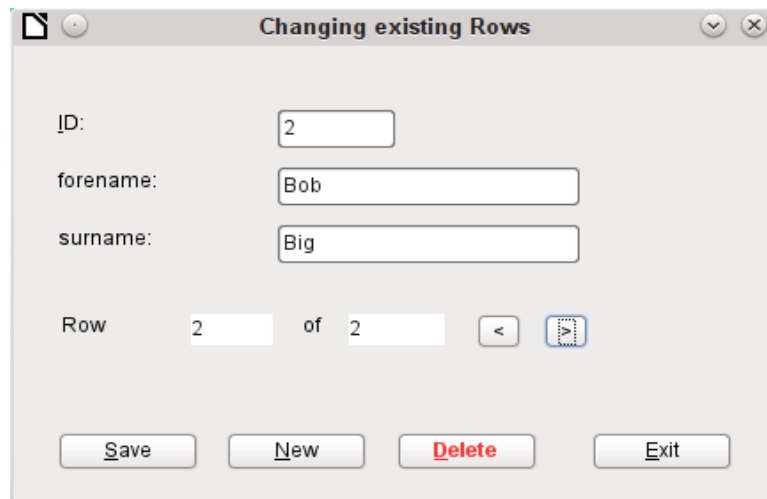 Changing existing Rows
ID: 2
forename: Bob
surname: Big
Row 2 of 2 < >
Save New Delete Exit